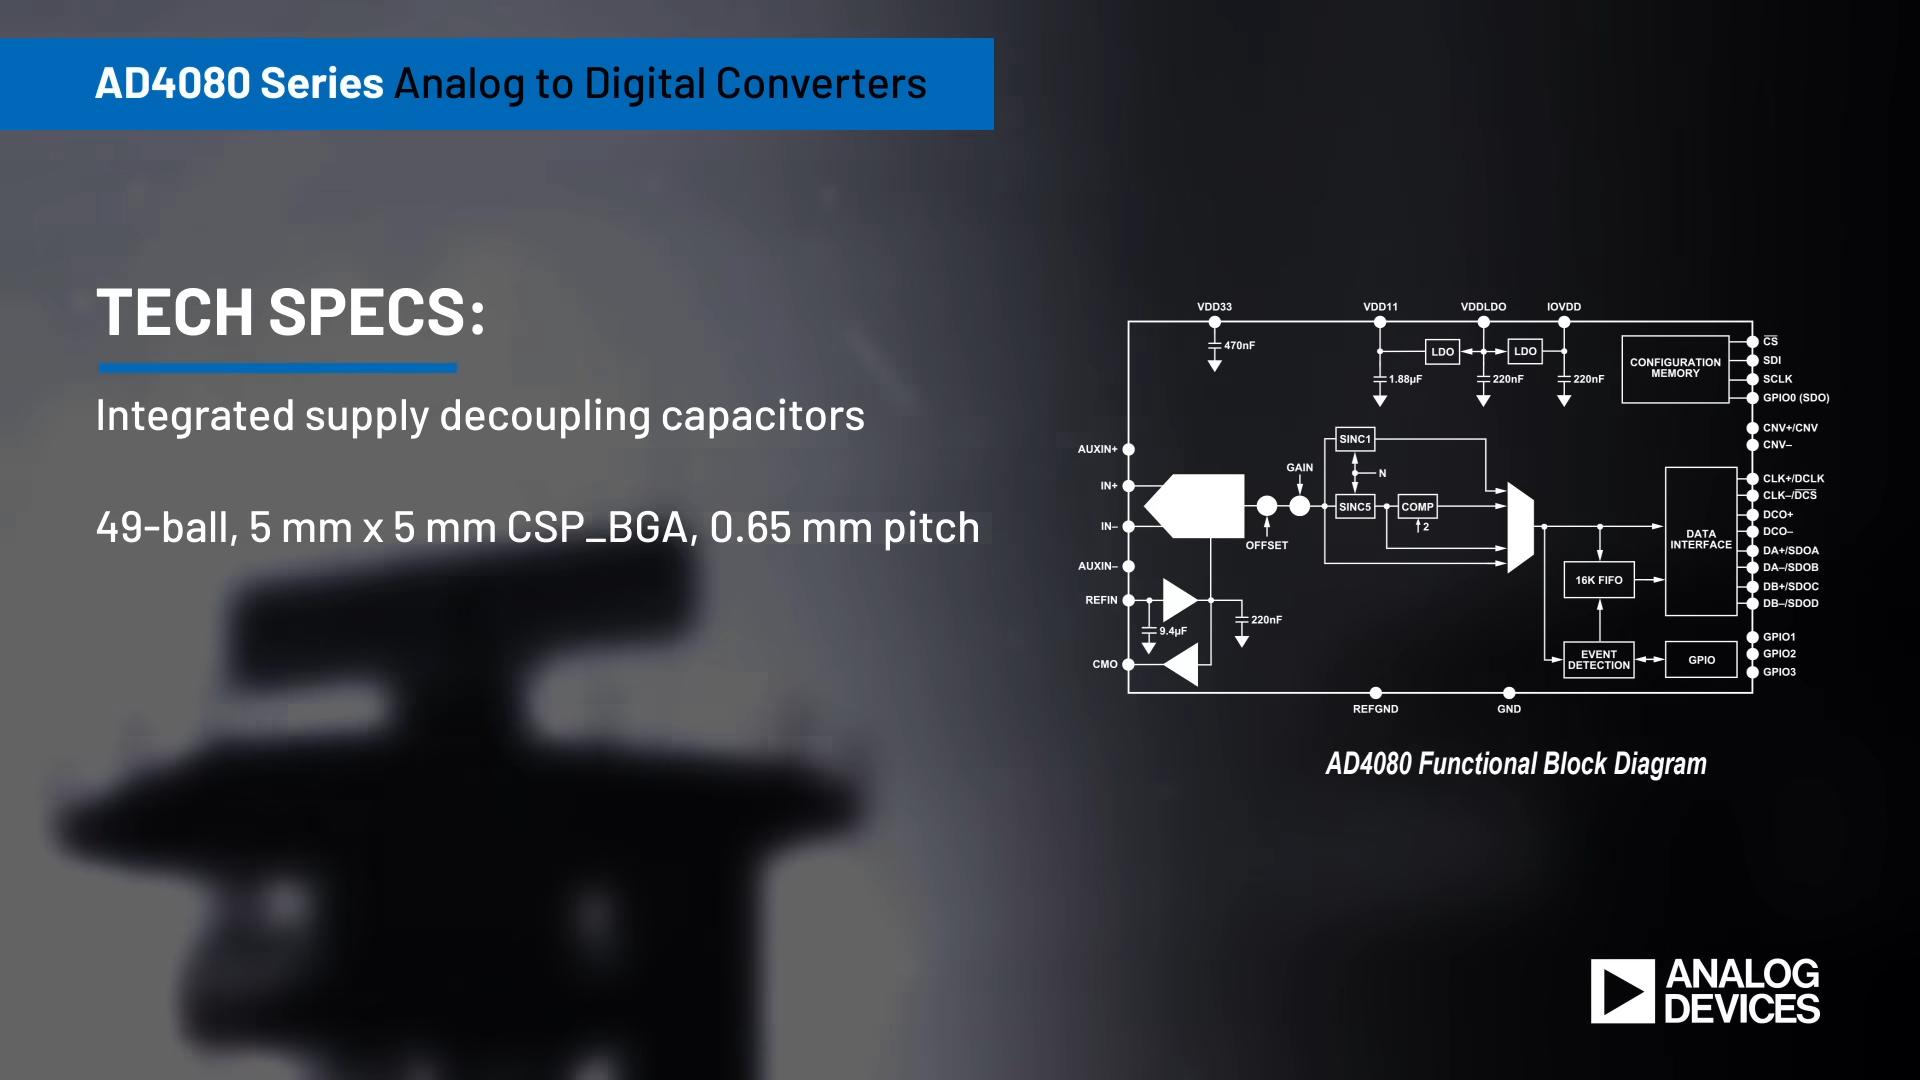 AD4080 Series Analog to Digital Converters
TECH SPECS:
Integrated supply decoupling capacitors
49-ball, 5 mm x 5 mm CSP_BGA, 0.65 mm pitch
VDD33
VDD11
VDDLDO
IOVDD
470nF
LDO
LDO
1.88µF
220nF
220nF
CONFIGURATION
MEMORY
CS
SDI
SCLK
GPIO0 (SDO)
CNV+/CNV
CNV–
AUXIN+
IN+
IN–
AUXIN–
REFIN
CMO
GAIN
OFFSET
SINC1
N
SINC5
COMP
2
9.4µF
220nF
16K FIFO
EVENT
DETECTION
DATA
INTERFACE
GPIO
CLK+/DCLK
CLK–/DCS
DCO+
DCO–
DA+/SDOA
DA–/SDOB
DB+/SDOC
DB–/SDOD
GPIO1
GPIO2
GPIO3
REFGND
GND
AD4080 Functional Block Diagram
ANALOG
DEVICES